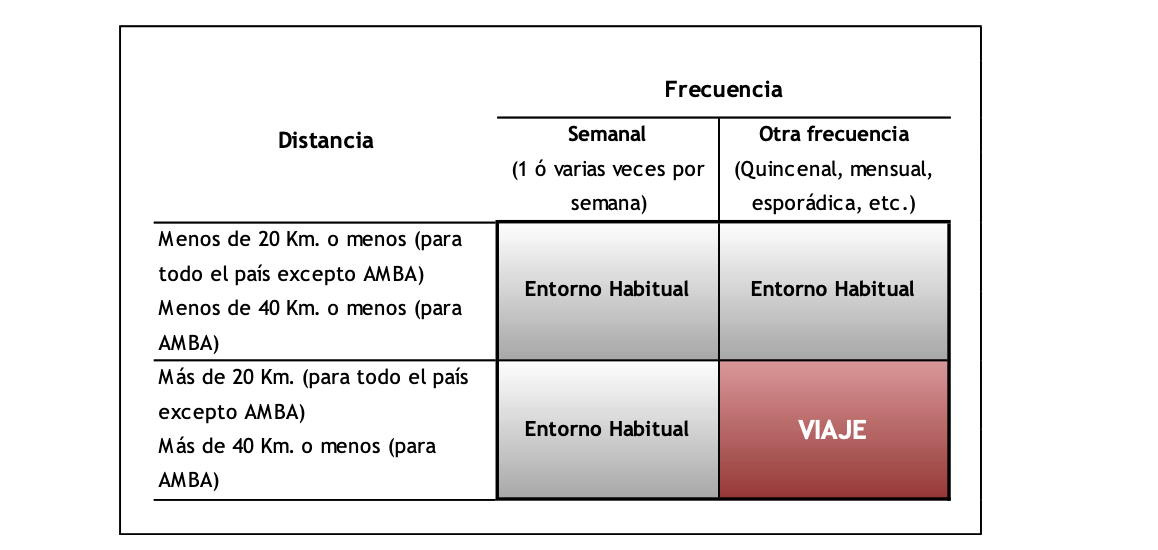 Frecuencia
Distancia
Semanal
(1 ó varias veces por
semana)
Otra frecuencia
(Quincenal, mensual,
esporádica, etc.)
Menos de 20 Km. o menos (para
todo el país excepto AMBA)
Menos de 40 Km. o menos (para
AMBA)
Entorno Habitual
Entorno Habitual
Más de 20 Km. (para todo el país
excepto AMBA)
Más de 40 Km. o menos (para
AMBA)
Entorno Habitual
VIAJE